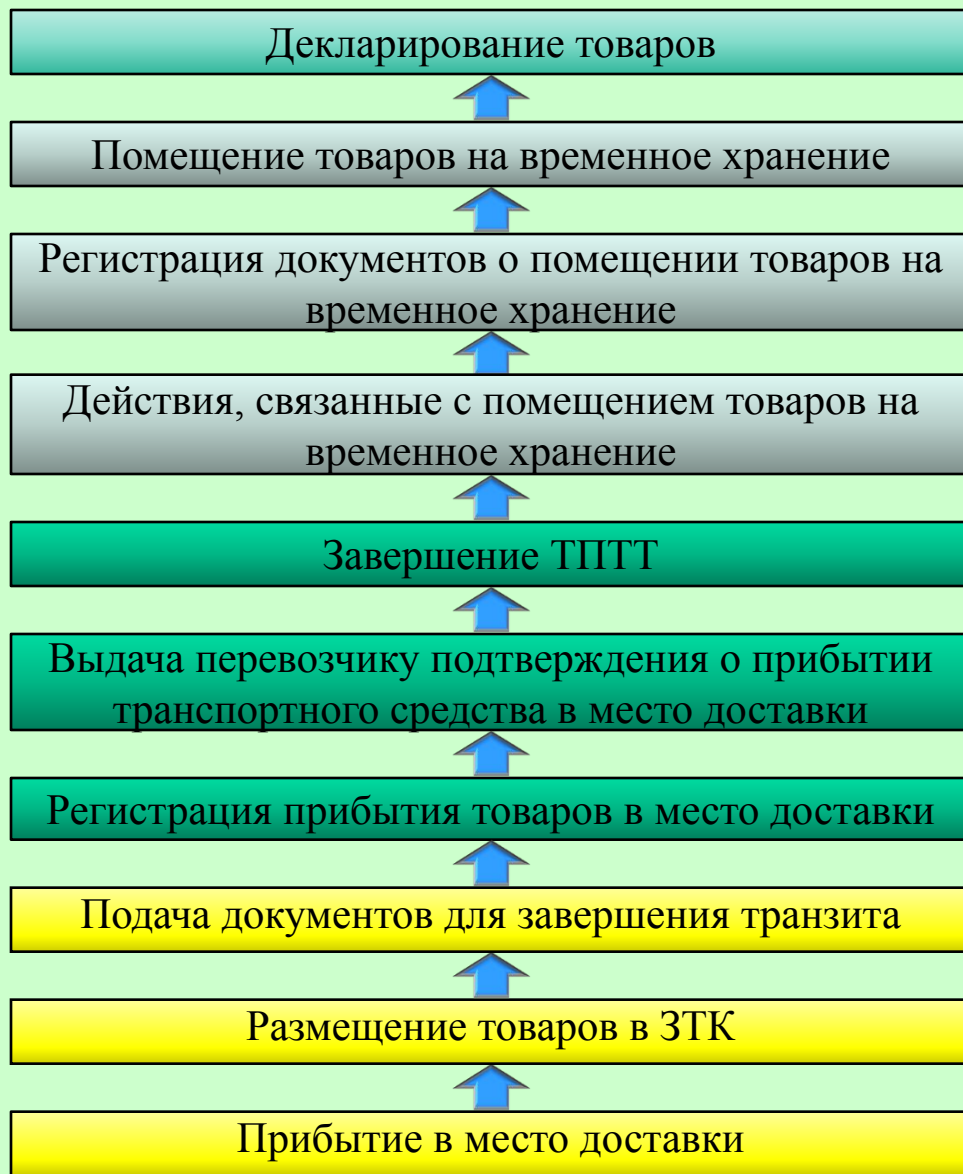 Декларирование товаров
Помещение товаров на временное хранение
Регистрация документов о помещении товаров на
временное хранение
Действия, связанные с помещением товаров на
временное хранение
Завершение ТПТТ
Выдача перевозчику подтверждения о прибытии
транспортного средства в место доставки
Регистрация прибытия товаров в место доставки
Подача документов для завершения транзита
Размещение товаров в ЗТК
Прибытие в место доставки